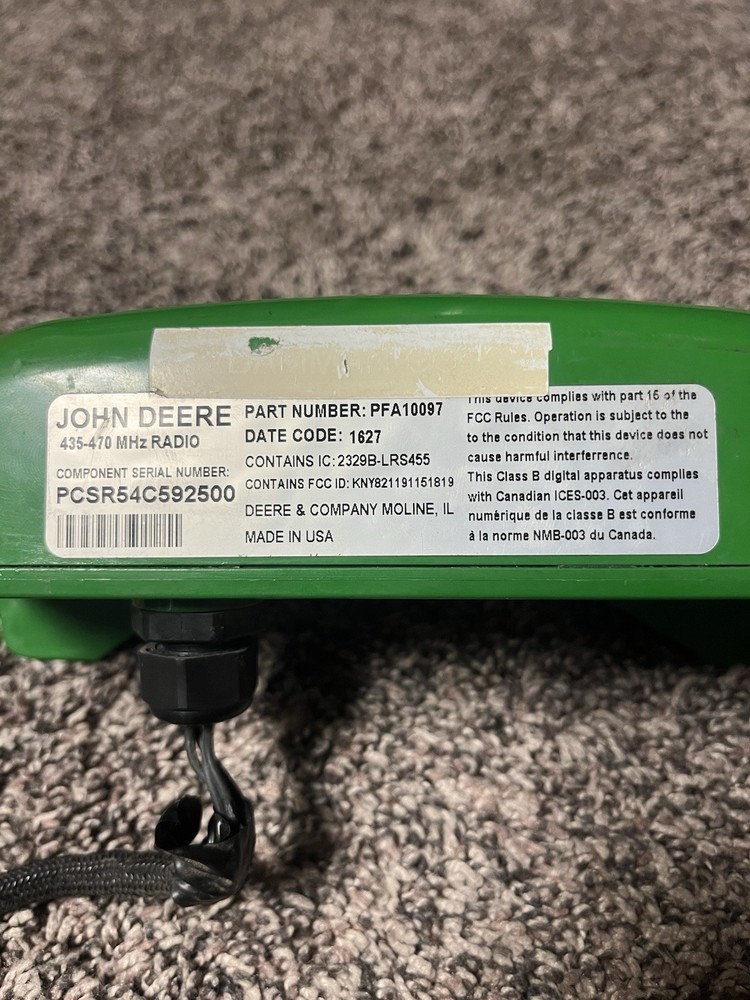 JOHN DEERE
435-470 MHz RADIO
COMPONENT SERIAL NUMBER:
PCSR54C592500
PART NUMBER: PFA10097
DATE CODE: 1627
CONTAINS IC: 2329B-LRS455
CONTAINS FCC ID: KNY821191151819
DEERE & COMPANY MOLINE, IL
MADE IN USA
This device complies with part 15 of the
FCC Rules. Operation is subject to the
to the condition that this device does not
cause harmful interferrence.
This Class B digital apparatus complies
with Canadian ICES-003. Cet appareil
numérique de la classe B est conforme
à la norme NMB-003 du Canada.